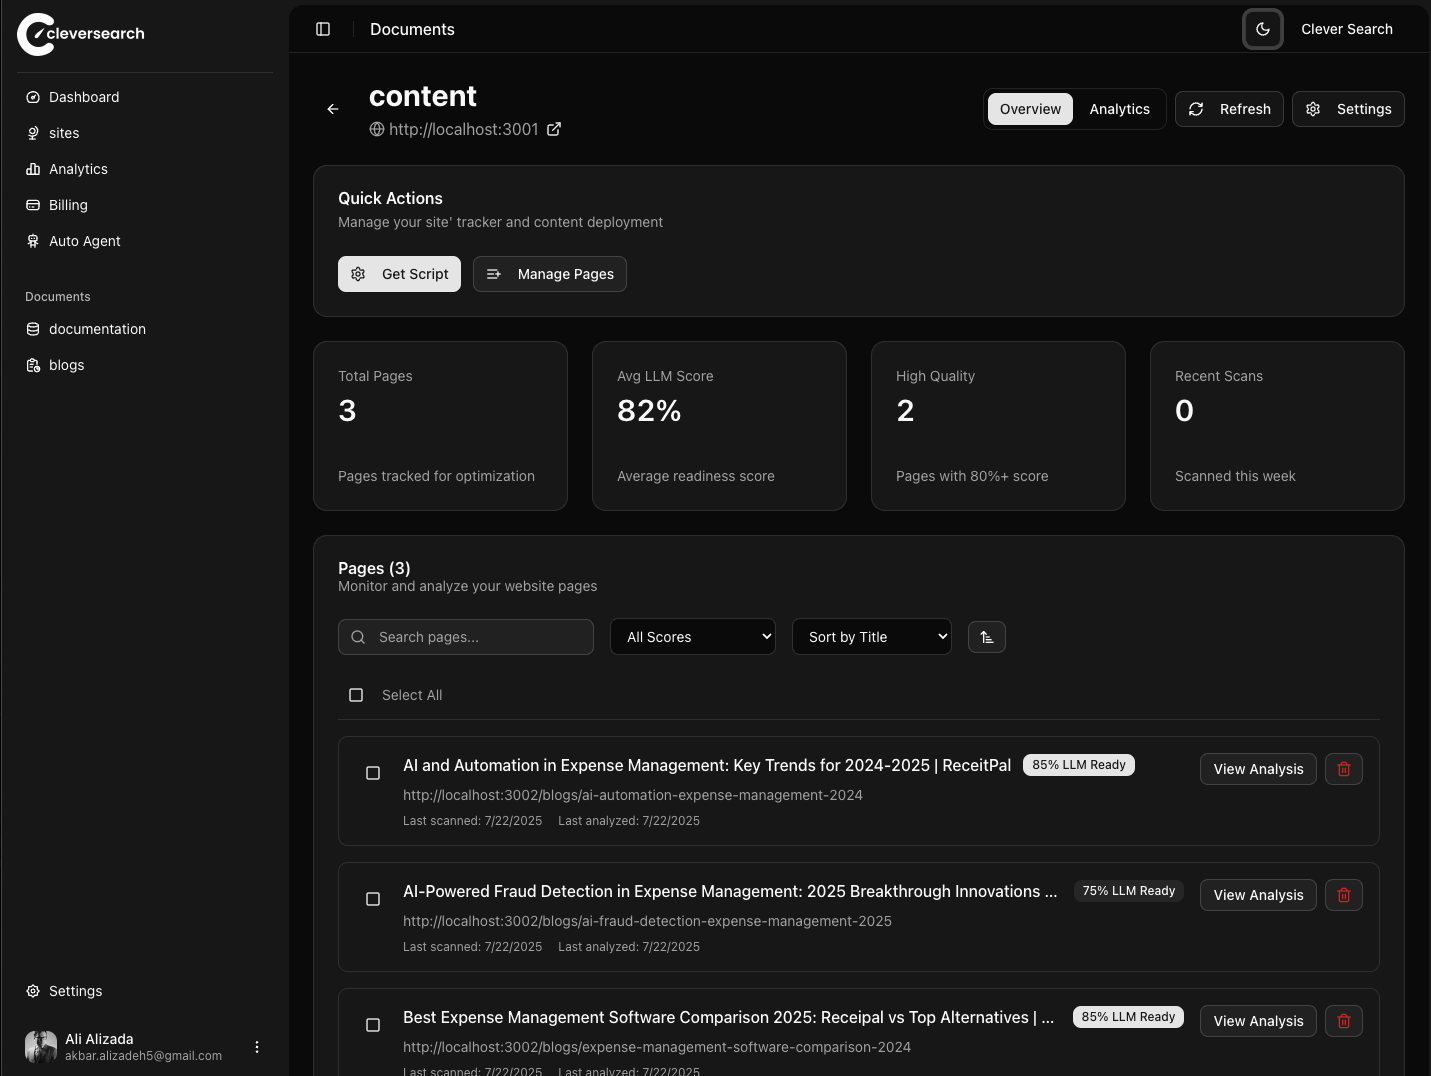 cleversearch
Dashboard
sites
Analytics
Billing
Auto Agent
Documents
documentation
blogs
Settings
Ali Alizada
akbar.alizadeh5@gmail.com
Documents
Clever Search
content
http://localhost:3001
Overview
Analytics
Refresh
Settings
Quick Actions
Manage your site' tracker and content deployment
Get Script
Manage Pages
Total Pages
3
Pages tracked for optimization
Avg LLM Score
82%
Average readiness score
High Quality
2
Pages with 80%+ score
Recent Scans
0
Scanned this week
Pages (3)
Monitor and analyze your website pages
Search pages...
All Scores
Sort by Title
Select All
AI and Automation in Expense Management: Key Trends for 2024-2025 | ReceitPal
85% LLM Ready
View Analysis
http://localhost:3002/blogs/ai-automation-expense-management-2024
Last scanned: 7/22/2025 Last analyzed: 7/22/2025
AI-Powered Fraud Detection in Expense Management: 2025 Breakthrough Innovations ...
75% LLM Ready
View Analysis
http://localhost:3002/blogs/ai-fraud-detection-expense-management-2025
Last scanned: 7/22/2025 Last analyzed: 7/22/2025
Best Expense Management Software Comparison 2025: Receipal vs Top Alternatives | ...
85% LLM Ready
View Analysis
http://localhost:3002/blogs/expense-management-software-comparison-2024
Last scanned: 7/22/2025 Last analyzed: 7/22/2025